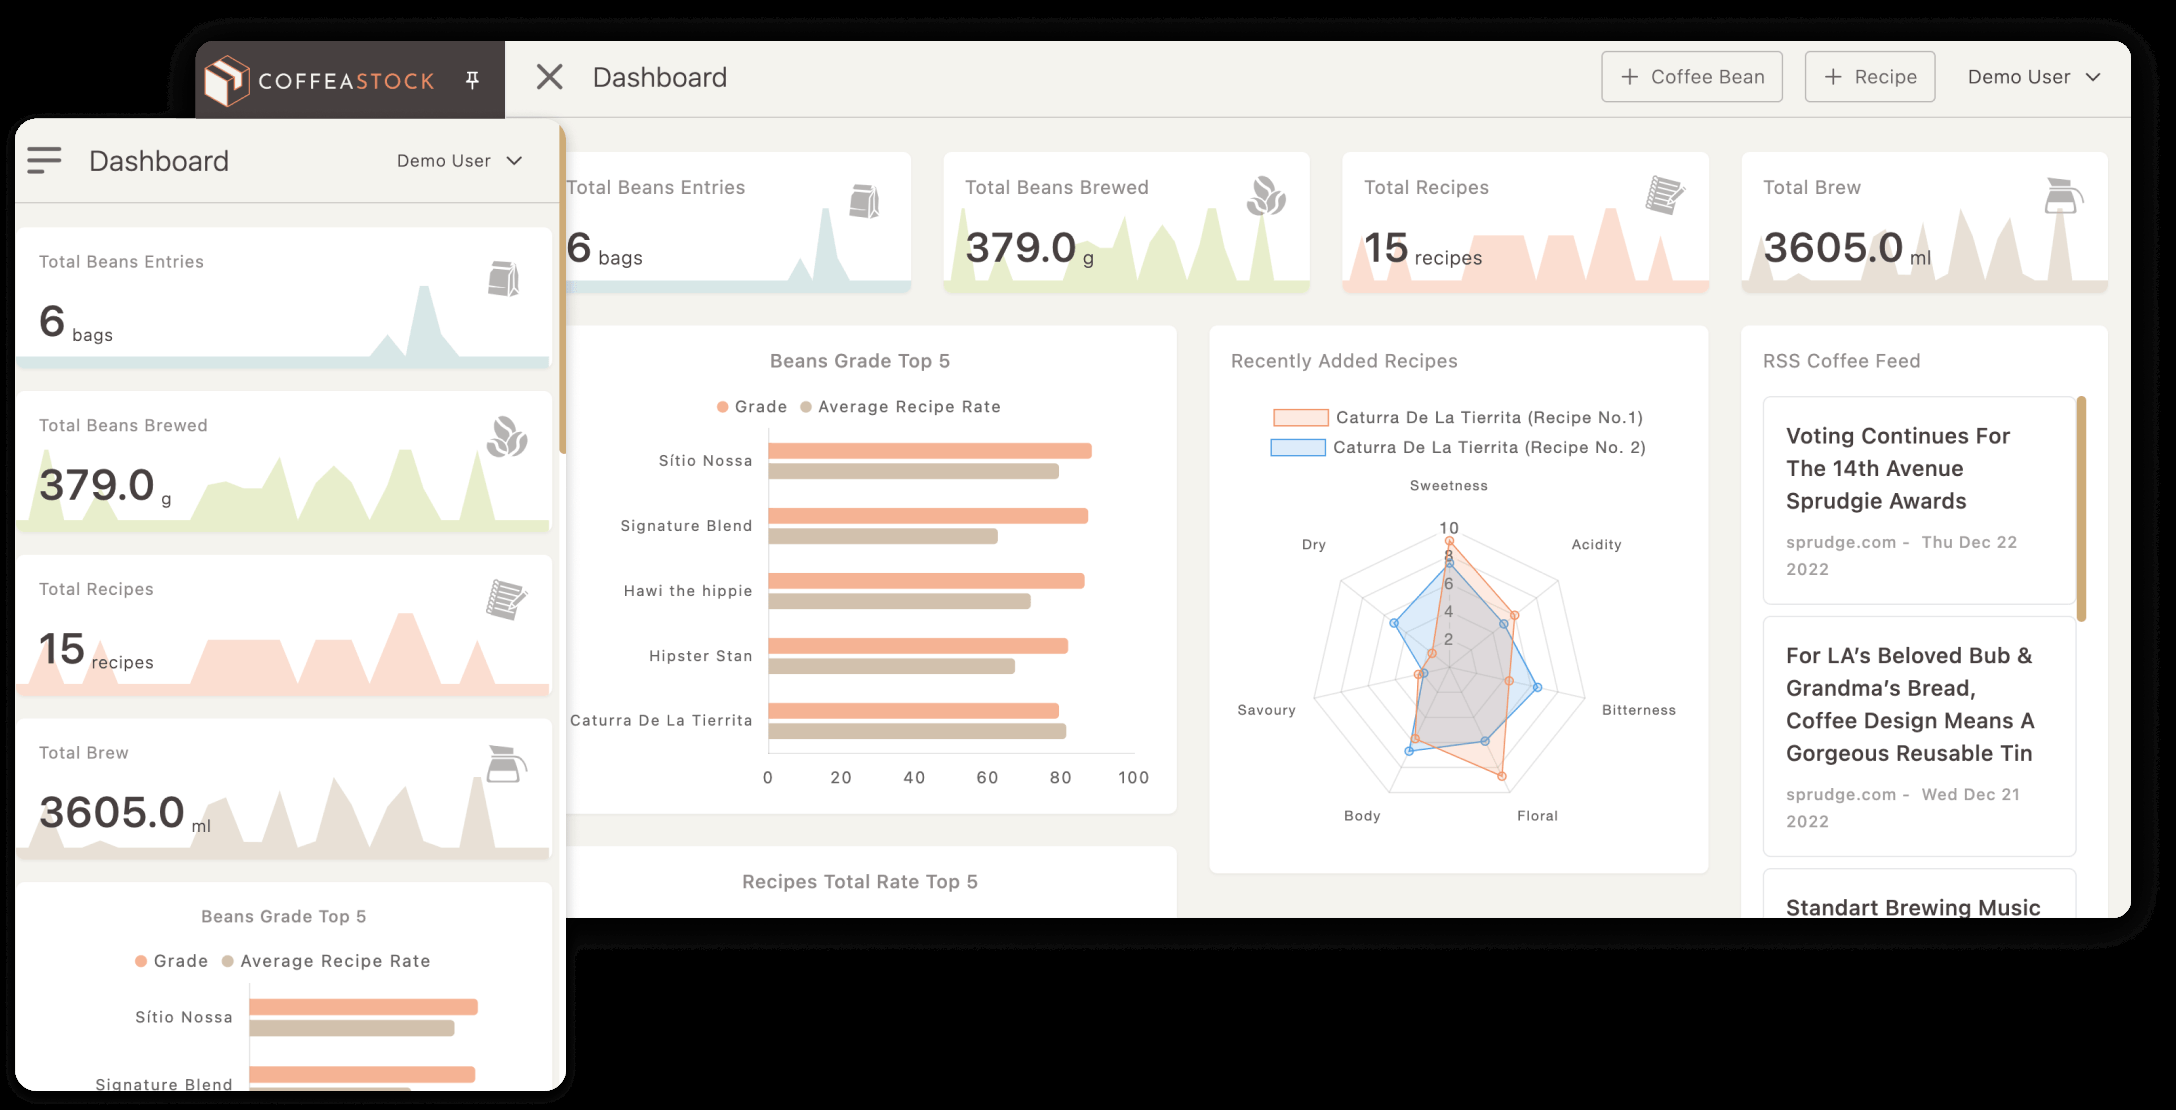 COFFEASTOCK
Dashboard
+ Coffee Bean
+ Recipe
Demo User
Total Beans Entries
6 bags
Total Beans Brewed
379.0 g
Total Recipes
15 recipes
Total Brew
3605.0 ml
Beans Grade Top 5
Grade
Average Recipe Rate
Sítio Nossa
Signature Blend
Hawi the hippie
Hipster Stan
Caturra De La Tierrita
0 20 40 60 80 100
Recipes Total Rate Top 5
Recently Added Recipes
Caturra De La Tierrita (Recipe No.1)
Caturra De La Tierrita (Recipe No. 2)
Sweetness
Acidity
Bitterness
Floral
Body
Savoury
Dry
10
8
6
4
2
RSS Coffee Feed
Voting Continues For
The 14th Avenue
Sprudgie Awards
sprudge.com - Thu Dec 22
2022
For LA’s Beloved Bub &
Grandma’s Bread,
Coffee Design Means A
Gorgeous Reusable Tin
sprudge.com - Wed Dec 21
2022
Standart Brewing Music
Dashboard
Demo User
Total Beans Entries
6 bags
Total Beans Brewed
379.0 g
Total Recipes
15 recipes
Total Brew
3605.0 ml
Beans Grade Top 5
Grade
Average Recipe Rate
Sítio Nossa
Signature Blend